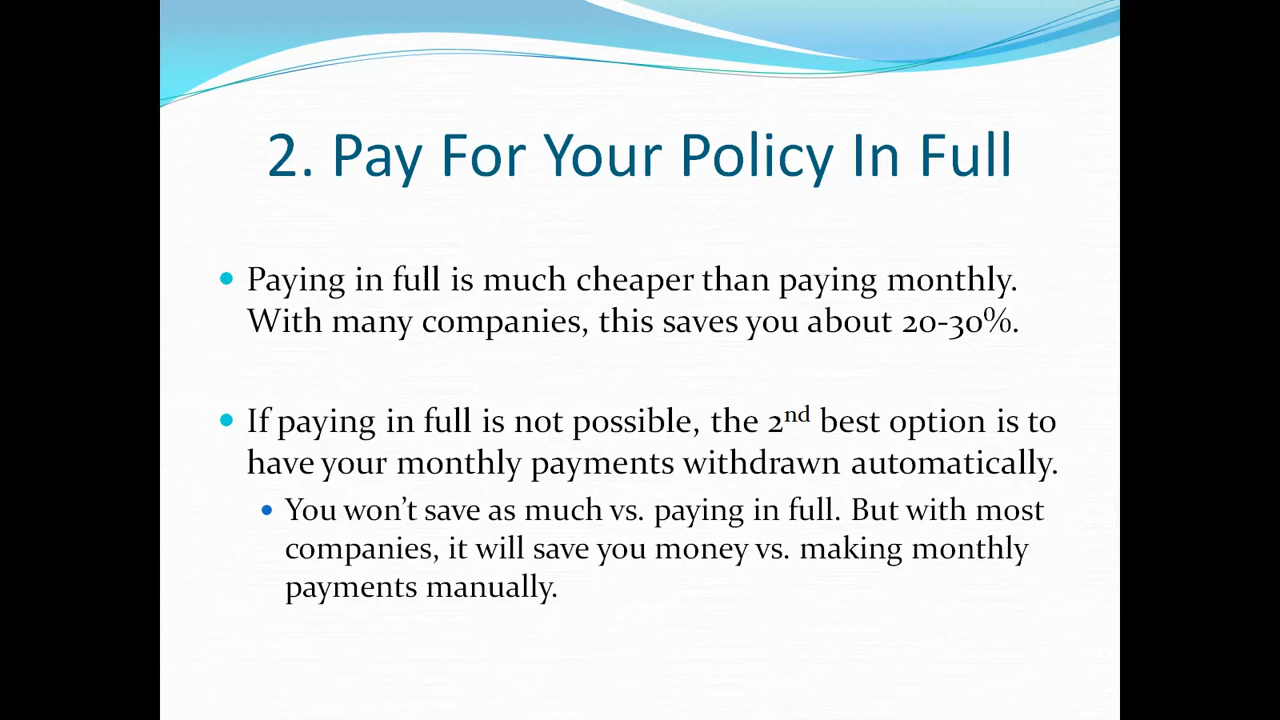 2. Pay For Your Policy In Full
Paying in full is much cheaper than paying monthly.
With many companies, this saves you about 20-30%.
If paying in full is not possible, the 2nd best option is to
have your monthly payments withdrawn automatically.
You won’t save as much vs. paying in full. But with most
companies, it will save you money vs. making monthly
payments manually.